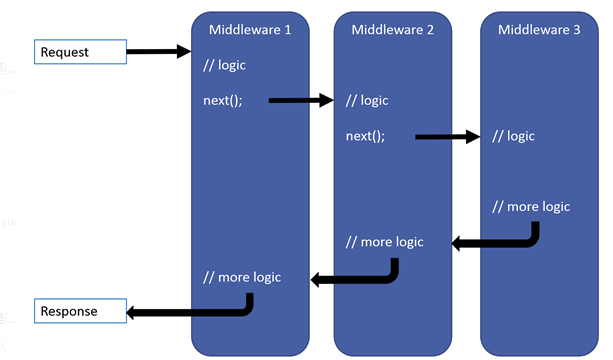 Middleware 1
Middleware 2
Middleware 3
Request
// logic
next();
// logic
next();
// logic
// more logic
// more logic
// more logic
Response